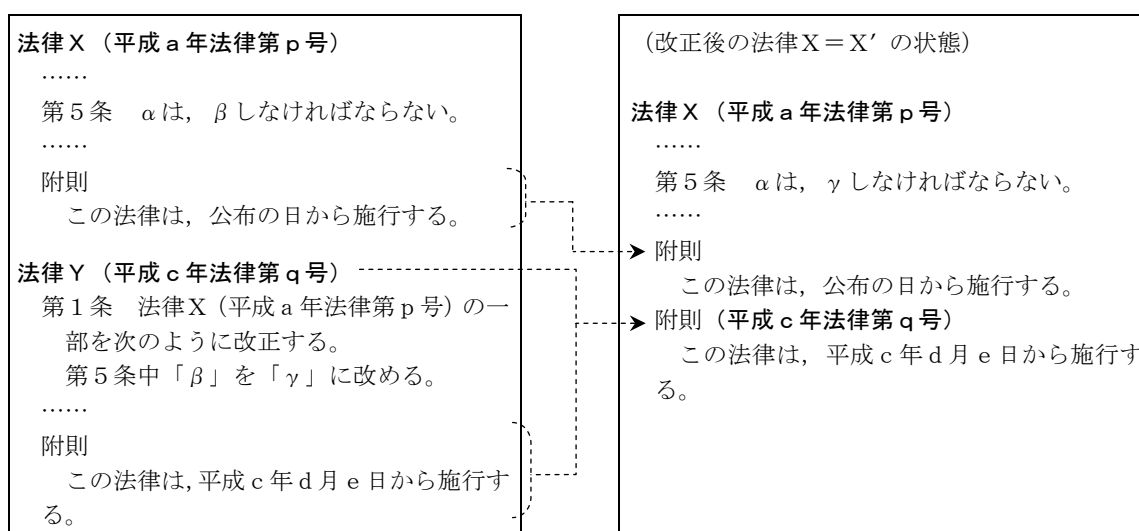 法律X（平成a年法律第p号）
……
第5条　αは，βしなければならない。
……
附則
この法律は，公布の日から施行する。
法律Y（平成c年法律第q号）
第1条　法律X（平成a年法律第p号）の一
部を次のように改正する。
第5条中「β」を「γ」に改める。
……
附則
この法律は，平成c年d月e日から施行す
る。
（改正後の法律X＝X′の状態）
法律X（平成a年法律第p号）
……
第5条　αは，γしなければならない。
……
附則
この法律は，公布の日から施行する。
附則（平成c年法律第q号）
この法律は，平成c年d月e日から施行す
る。